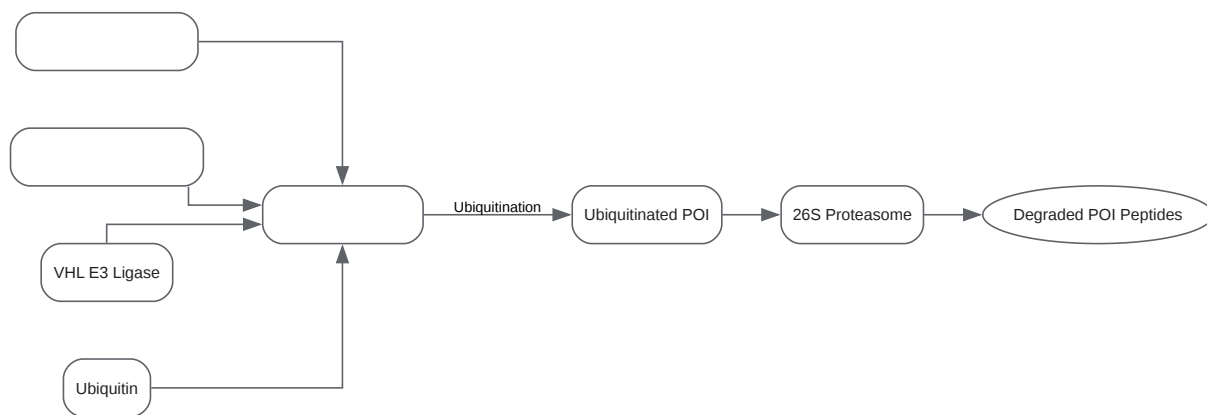 Ubiquitination
Ubiquitinated POI
26S Proteasome
Degraded POI Peptides
VHL E3 Ligase
Ubiquitin